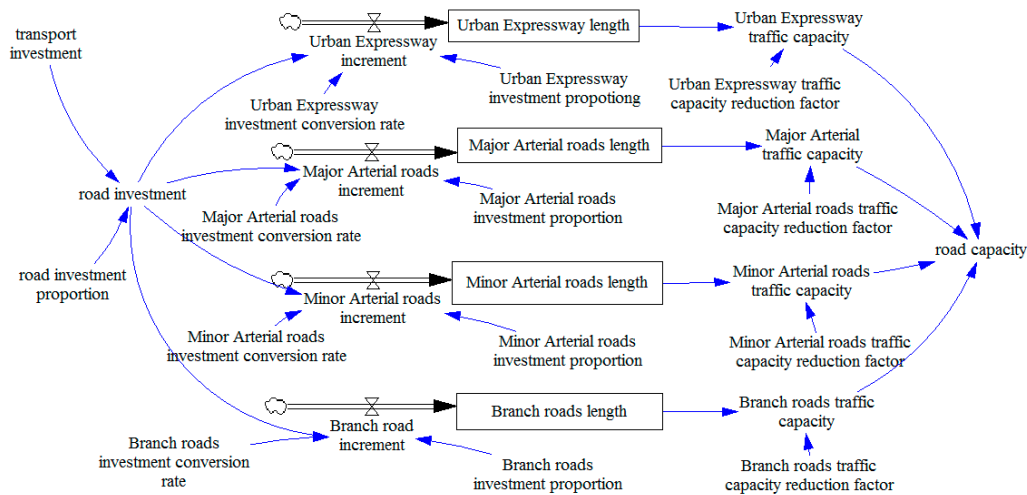 transport
investment
Urban Expressway length
Urban Expressway
traffic capacity
Urban Expressway
increment
Urban Expressway
investment propotiong
Urban Expressway traffic
capacity reduction factor
Urban Expressway
investment conversion rate
Major Arterial roads length
Major Arterial
traffic capacity
Major Arterial roads
increment
road investment
Major Arterial roads
investment proportion
Major Arterial roads
investment conversion rate
Major Arterial roads traffic
capacity reduction factor
road capacity
road investment
proportion
Minor Arterial roads length
Minor Arterial roads
traffic capacity
Minor Arterial roads
increment
Minor Arterial roads
investment conversion rate
Minor Arterial roads
investment proportion
Minor Arterial roads traffic
capacity reduction factor
Branch roads length
Branch roads traffic
capacity
Branch road
increment
Branch roads
investment conversion
rate
Branch roads
investment proportion
Branch roads traffic
capacity reduction factor